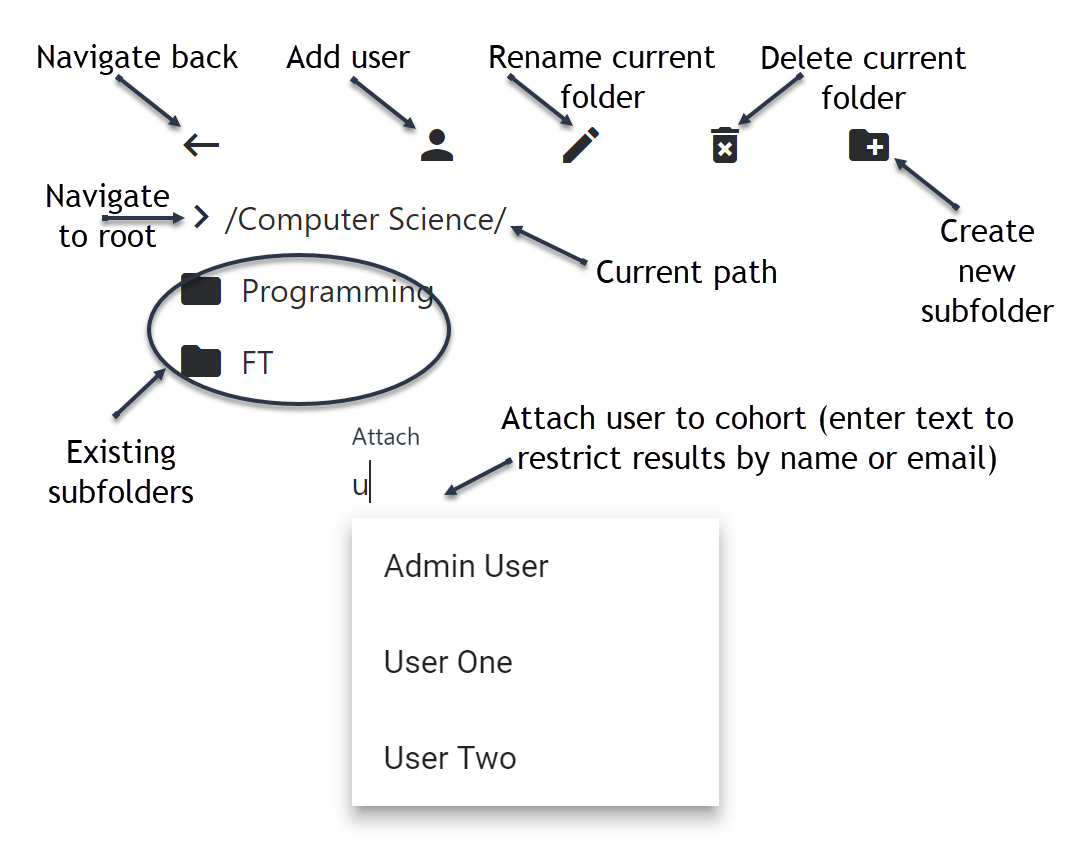 Navigate back
Add user
Rename current
folder
Delete current
folder
Navigate
to root
/Computer Science/
Create
new
subfolder
Current path
Programming
FT
Existing
subfolders
Attach user to cohort (enter text to
restrict results by name or email)
Attach
u
Admin User
User One
User Two